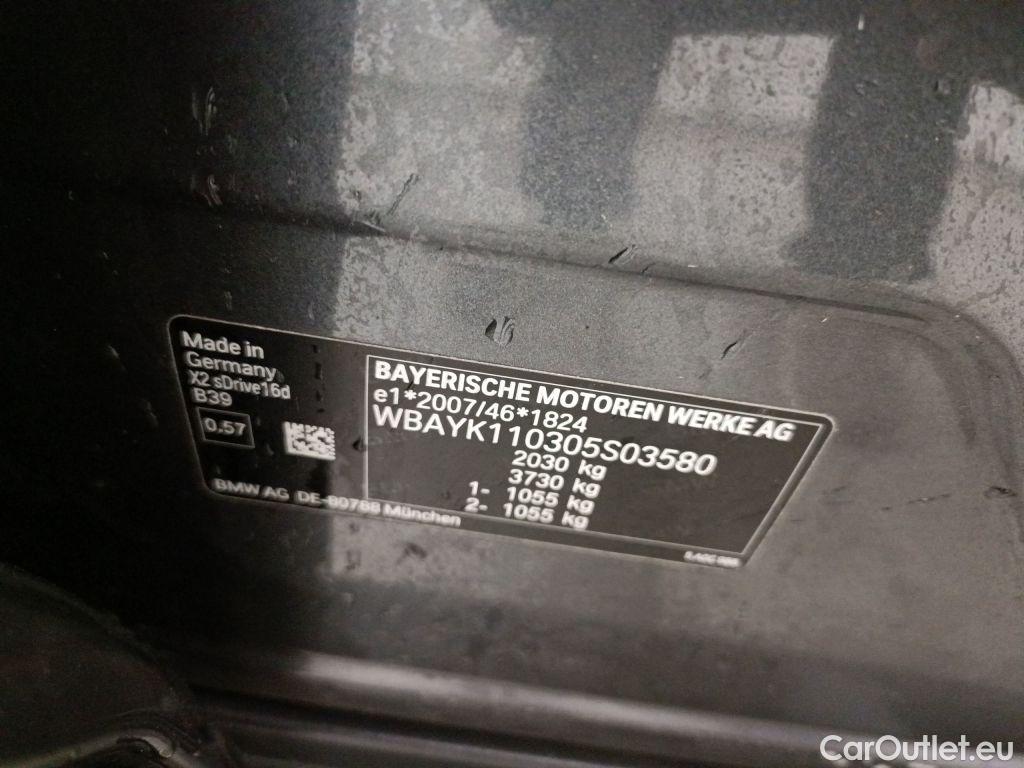 Made in
Germany
X2 sDrive16d
B39
0.57
BMW AG DE-80788 München
BAYERISCHE MOTOREN WERKE AG
e1*2007/46*1824
WBAYK110305S03580
2030 kg
3730 kg
1- 1055 kg
2- 1055 kg
CarOutlet.eu